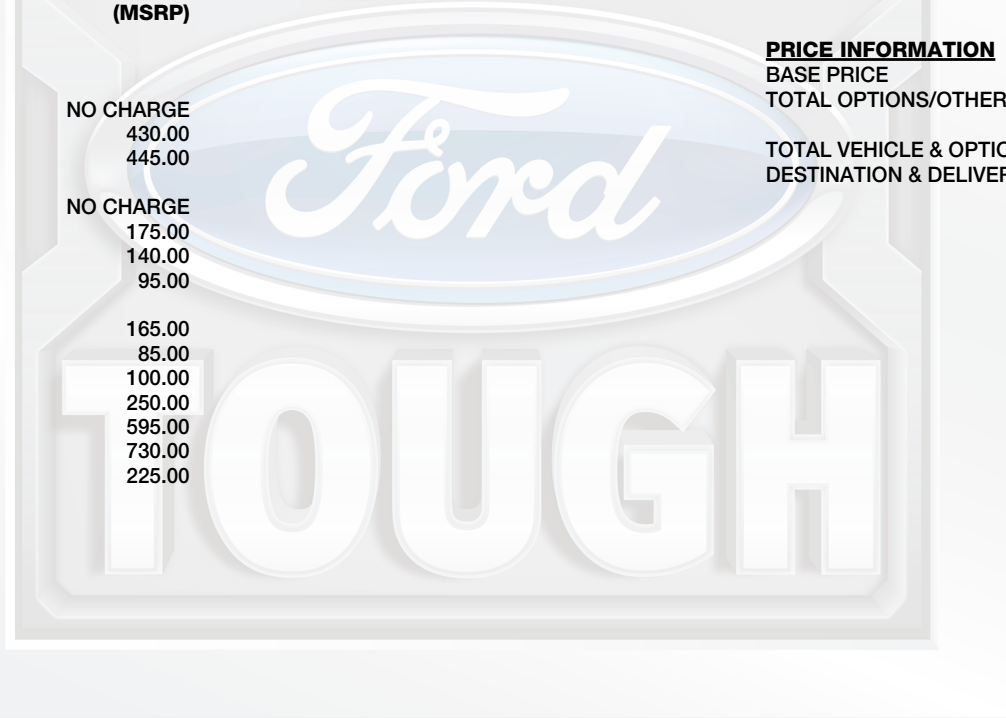 (MSRP)
NO CHARGE
430.00
445.00
NO CHARGE
175.00
140.00
95.00
165.00
85.00
100.00
250.00
595.00
730.00
225.00
PRICE INFORMATION
BASE PRICE
TOTAL OPTIONS/OTHER
TOTAL VEHICLE & OPTIO
DESTINATION & DELIVER
Ford
TOUGH